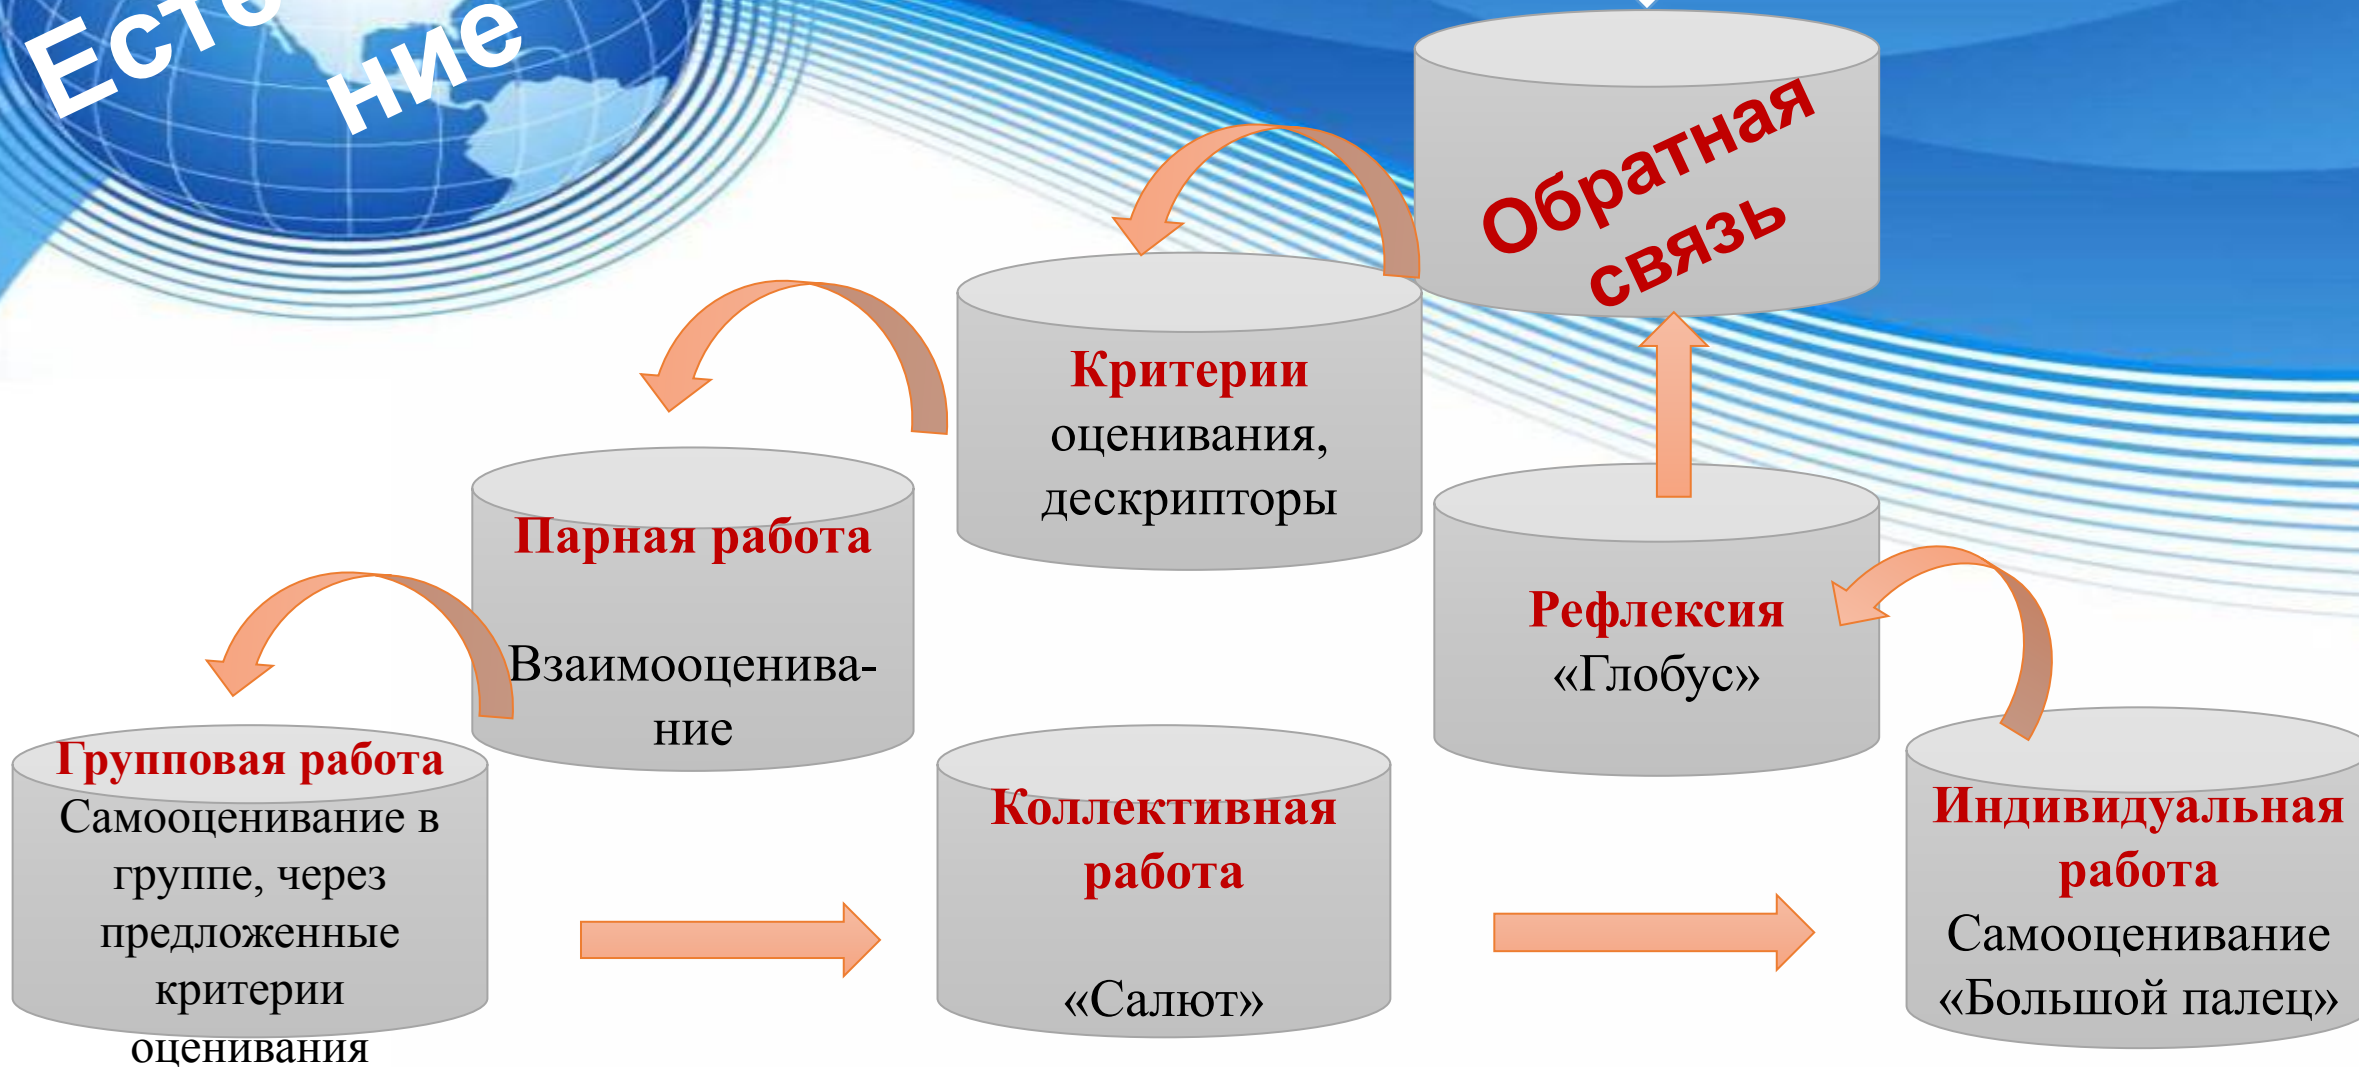 ние
Обратная
связь
Критерии
оценивания,
дескрипторы
Парная работа
Взаимооценива-
ние
Групповая работа
Самооценивание в
группе, через
предложенные
критерии
оценивания
Коллективная
работа
«Салют»
Индивидуальная
работа
Самооценивание
«Большой палец»
Рефлексия
«Глобус»